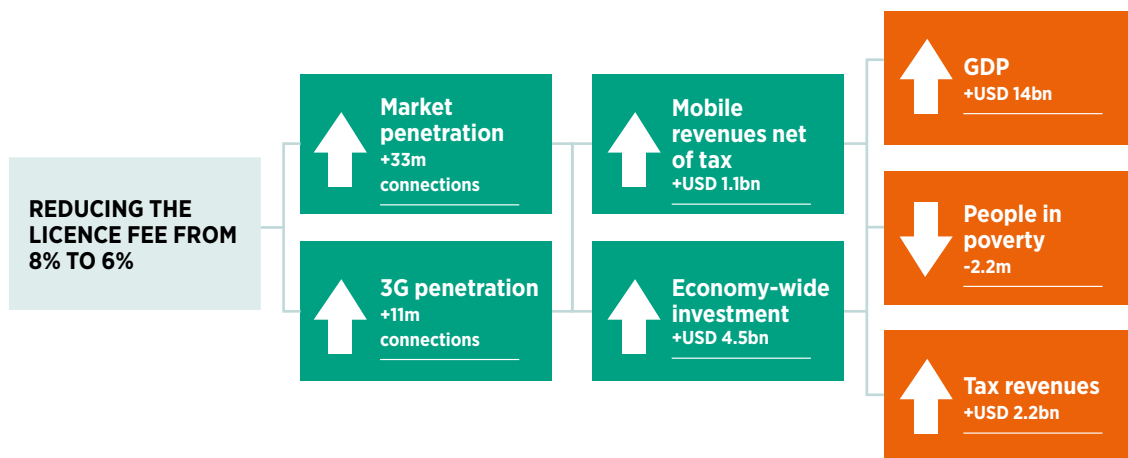 REDUCING THE
LICENCE FEE FROM
8% TO 6%
Market
penetration
+33m
connections
3G penetration
+11m
connections
Mobile
revenues net
of tax
+USD 1.1bn
Economy-wide
investment
+USD 4.5bn
GDP
+USD 14bn
People in
poverty
-2.2m
Tax revenues
+USD 2.2bn